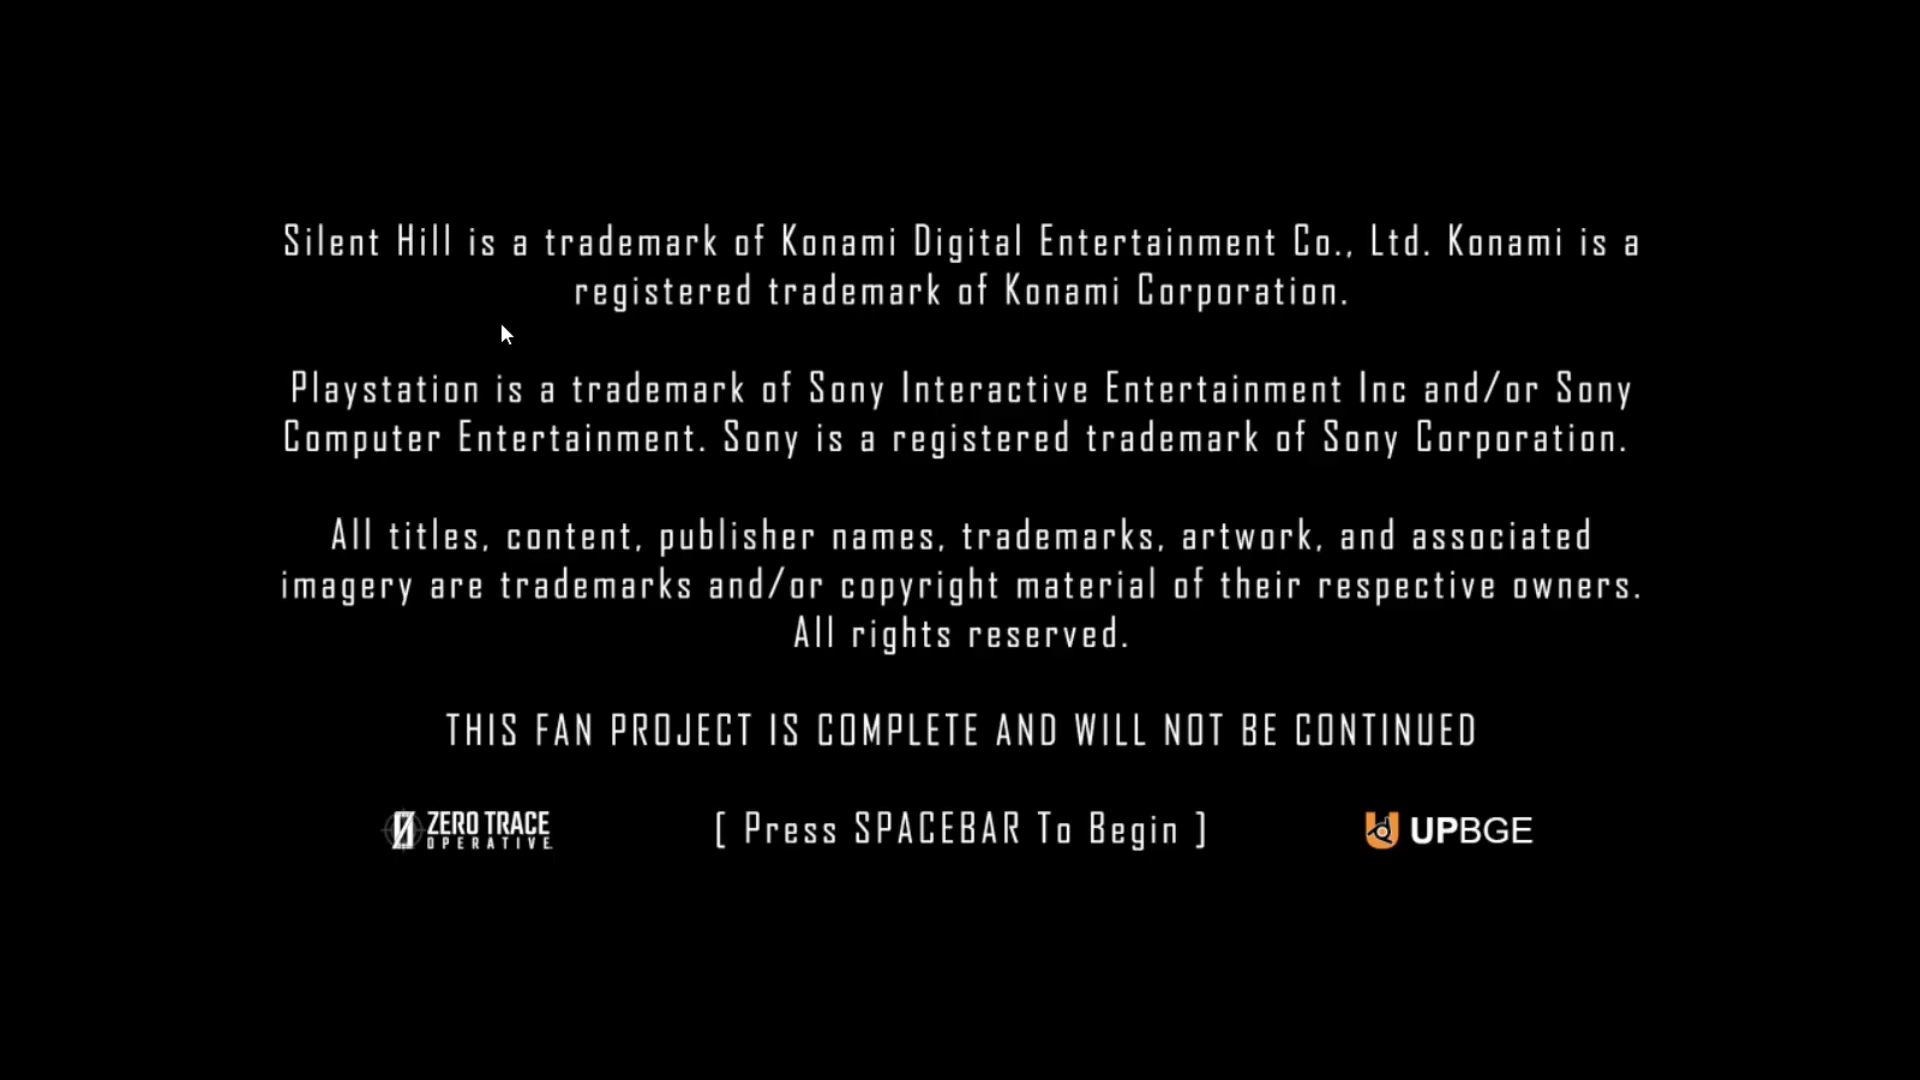 Silent Hill is a trademark of Konami Digital Entertainment Co., Ltd. Konami is a
registered trademark of Konami Corporation.
Playstation is a trademark of Sony Interactive Entertainment Inc and/or Sony
Computer Entertainment. Sony is a registered trademark of Sony Corporation.
All titles, content, publisher names, trademarks, artwork, and associated
imagery are trademarks and/or copyright material of their respective owners.
All rights reserved.
THIS FAN PROJECT IS COMPLETE AND WILL NOT BE CONTINUED
ZERO TRACE
OPERATIVE
[ Press SPACEBAR To Begin ]
UPBGE